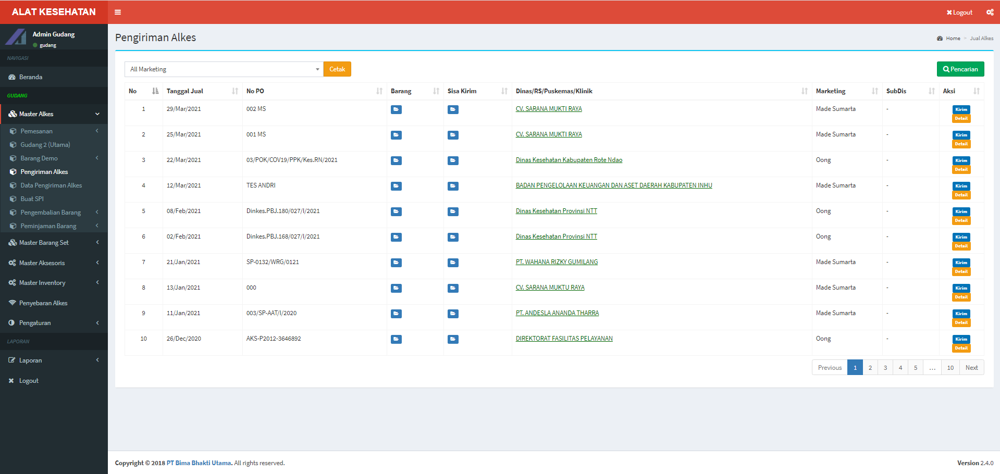 ALAT KESEHATAN
Logout
Admin Gudang
gudang
NAVIGASI
Beranda
GUDANG
Master Alkes
Pemesanan
Gudang 2 (Utama)
Barang Demo
Pengiriman Alkes
Data Pengiriman Alkes
Buat SPI
Pengembalian Barang
Peminjaman Barang
Master Barang Set
Master Aksesoris
Master Inventory
Penyebaran Alkes
Pengaturan
LAPORAN
Laporan
Logout
Pengiriman Alkes
Home > Jual Alkes
All Marketing Cetak Pencarian
No Tanggal Jual No PO Barang Sisa Kirim Dinas/RS/Puskemas/Klinik Marketing SubDis Aksi
1 29/Mar/2021 002 MS CV. SARANA MUKTI RAYA Made Sumarta - Kirim
Detail
2 25/Mar/2021 001 MS CV. SARANA MUKTI RAYA Made Sumarta - Kirim
Detail
3 22/Mar/2021 03/POK/COV19/PPK/Kes.RN/2021 Dinas Kesehatan Kabupaten Rote Ndao Oong - Kirim
Detail
4 12/Mar/2021 TES ANDRI BADAN PENGELOLAAN KEUANGAN DAN ASET DAERAH KABUPATEN INHU Made Sumarta - Kirim
Detail
5 08/Feb/2021 Dinkes.PBJ.180/027/I/2021 Dinas Kesehatan Provinsi NTT Oong - Kirim
Detail
6 02/Feb/2021 Dinkes.PBJ.168/027/I/2021 Dinas Kesehatan Provinsi NTT Oong - Kirim
Detail
7 21/Jan/2021 SP-0132/WRG/0121 PT. WAHANA RIZKY GUMILANG Made Sumarta - Kirim
Detail
8 13/Jan/2021 000 CV. SARANA MUKTU RAYA Made Sumarta - Kirim
Detail
9 11/Jan/2021 003/SP-AAT/I/2020 PT. ANDESLA ANANDA THARRA Made Sumarta - Kirim
Detail
10 26/Dec/2020 AKS-P2012-3646892 DIREKTORAT FASILITAS PELAYANAN Oong - Kirim
Detail
Previous 1 2 3 4 5 ... 10 Next
Copyright © 2018 PT Bima Bhakti Utama. All rights reserved. Version 2.4.0